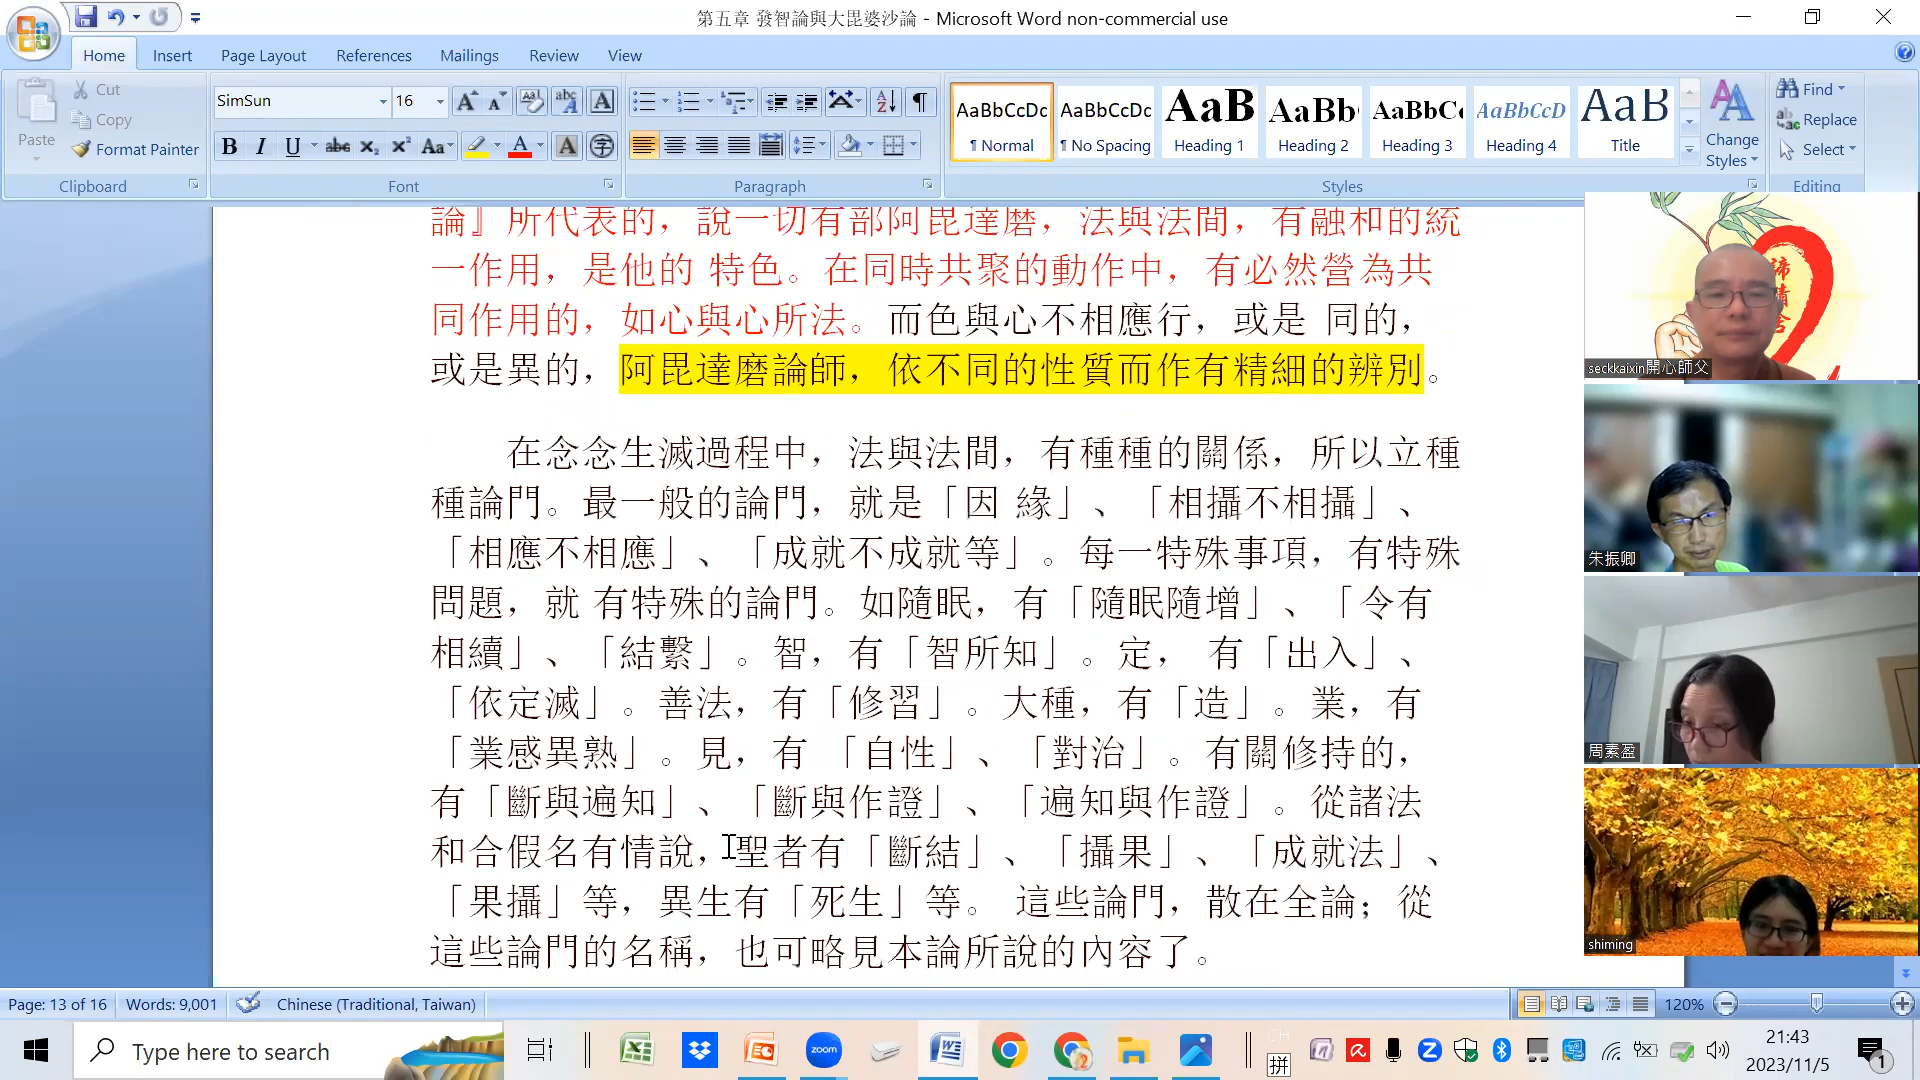 第五章 發智論與大毘婆沙論 - Microsoft Word non-commercial use
Home Insert Page Layout References Mailings Review View
Paste
Cut
Copy
Format Painter
Clipboard
SimSun 16
Font
Paragraph
AaBbCcDc AaBbCcDc AaB AaBb AaBbC AaBbCcD AaB
¶ Normal ¶ No Spacing Heading 1 Heading 2 Heading 3 Heading 4 Title
Styles
Change Styles
Find
Replace
Select
Editing
論』所代表的，說一切有部阿毘達磨，法與法間，有融和的統
一作用，是他的 特色。在同時共聚的動作中，有必然營為共
同作用的，如心與心所法。而色與心不相應行，或是 同的，
或是異的，阿毘達磨論師，依不同的性質而作有精細的辨別。
在念念生滅過程中，法與法間，有種種的關係，所以立種
種論門。最一般的論門，就是「因 緣」、「相攝不相攝」、
「相應不相應」、「成就不成就等」。每一特殊事項，有特殊
問題，就 有特殊的論門。如隨眠，有「隨眠隨增」、「令有
相續」、「結繫」。智，有「智所知」。定， 有「出入」、
「依定滅」。善法，有「修習」。大種，有「造」。業，有
「業感異熟」。見，有 「自性」、「對治」。有關修持的，
有「斷與遍知」、「斷與作證」、「遍知與作證」。從諸法
和合假名有情說，聖者有「斷結」、「攝果」、「成就法」、
「果攝」等，異生有「死生」等。 這些論門，散在全論；從
這些論門的名稱，也可略見本論所說的內容了。
seckkaixin開心師父
朱振卿
周素盈
shiming
Page: 13 of 16 Words: 9,001 Chinese (Traditional, Taiwan) 120%
Type here to search
zoom
拼
21:43
2023/11/5
1